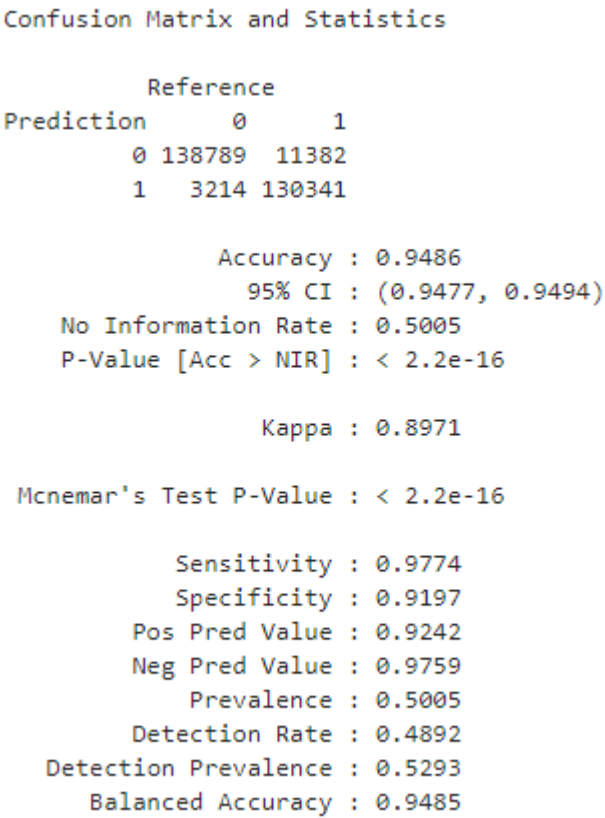 Confusion Matrix and Statistics
Reference
Prediction 0 1
0 138789 11382
1 3214 130341
Accuracy : 0.9486
95% CI : (0.9477, 0.9494)
No Information Rate : 0.5005
P-Value [Acc > NIR] : < 2.2e-16
Kappa : 0.8971
Mcnemar's Test P-Value : < 2.2e-16
Sensitivity : 0.9774
Specificity : 0.9197
Pos Pred Value : 0.9242
Neg Pred Value : 0.9759
Prevalence : 0.5005
Detection Rate : 0.4892
Detection Prevalence : 0.5293
Balanced Accuracy : 0.9485